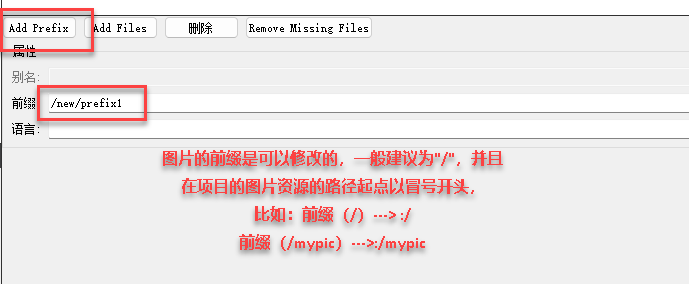 Add Prefix Add Files 删除 Remove Missing Files
属性
别名:
前缀 /new/prefix1
语言:
图片的前缀是可以修改的，一般建议为"/"，并且
在项目的图片资源的路径起点以冒号开头，
比如：前缀（/）---> :/
前缀（/mypic）--->:/mypic